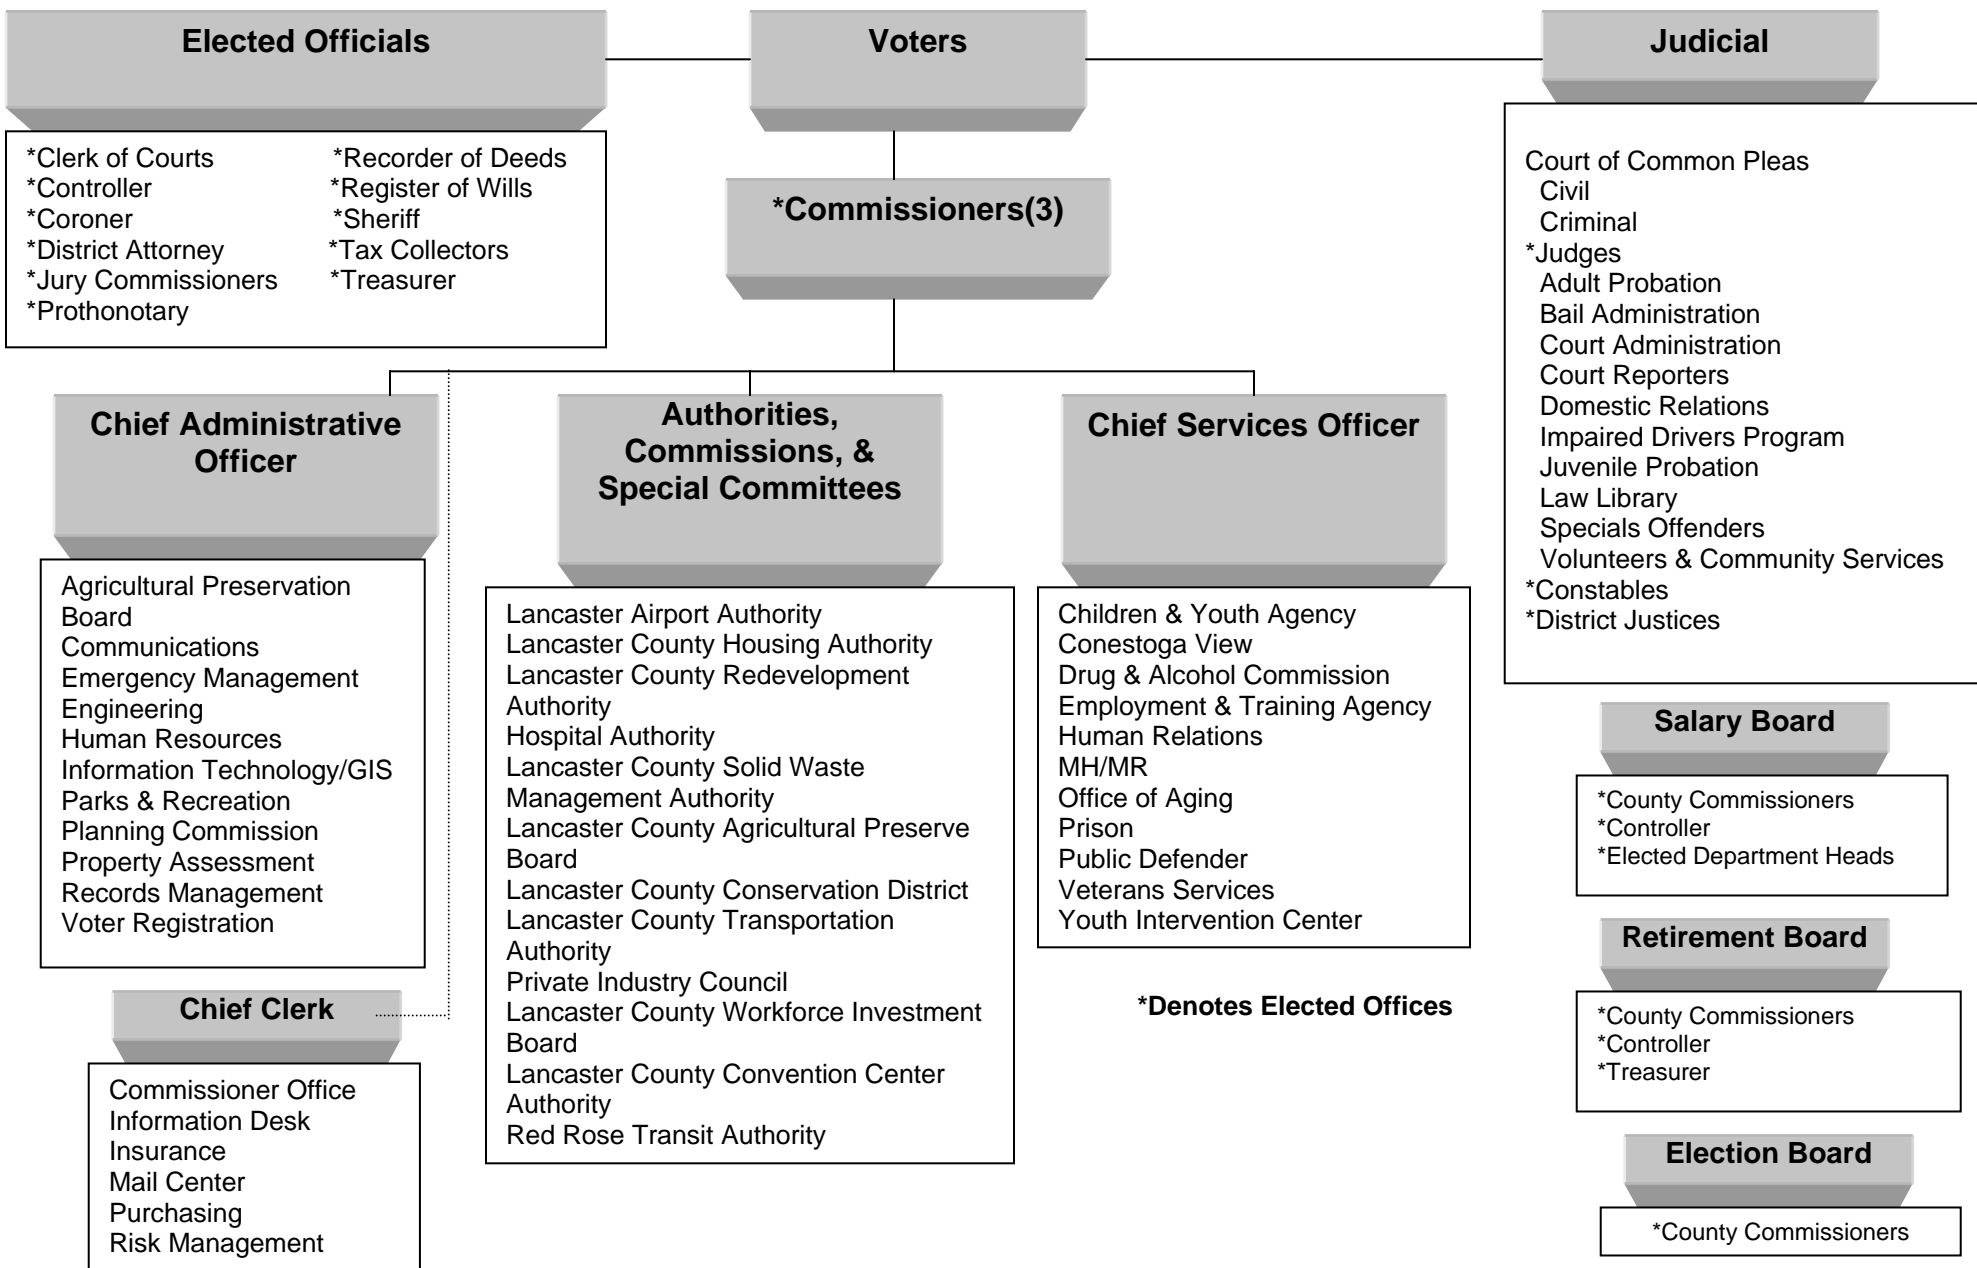 Elected Officials
Voters
Judicial
*Clerk of Courts
*Controller
*Coroner
*District Attorney
*Jury Commissioners
*Prothonotary
*Recorder of Deeds
*Register of Wills
*Sheriff
*Tax Collectors
*Treasurer
*Commissioners(3)
Court of Common Pleas
Civil
Criminal
*Judges
Adult Probation
Bail Administration
Court Administration
Court Reporters
Domestic Relations
Impaired Drivers Program
Juvenile Probation
Law Library
Specials Offenders
Volunteers & Community Services
*Constables
*District Justices
Chief Administrative
Officer
Agricultural Preservation
Board
Communications
Emergency Management
Engineering
Human Resources
Information Technology/GIS
Parks & Recreation
Planning Commission
Property Assessment
Records Management
Voter Registration
Authorities,
Commissions, &
Special Committees
Lancaster Airport Authority
Lancaster County Housing Authority
Lancaster County Redevelopment
Authority
Hospital Authority
Lancaster County Solid Waste
Management Authority
Lancaster County Agricultural Preserve
Board
Lancaster County Conservation District
Lancaster County Transportation
Authority
Private Industry Council
Lancaster County Workforce Investment
Board
Lancaster County Convention Center
Authority
Red Rose Transit Authority
Chief Services Officer
Children & Youth Agency
Conestoga View
Drug & Alcohol Commission
Employment & Training Agency
Human Relations
MH/MR
Office of Aging
Prison
Public Defender
Veterans Services
Youth Intervention Center
Chief Clerk
Commissioner Office
Information Desk
Insurance
Mail Center
Purchasing
Risk Management
*Denotes Elected Offices
Salary Board
*County Commissioners
*Controller
*Elected Department Heads
Retirement Board
*County Commissioners
*Controller
*Treasurer
Election Board
*County Commissioners